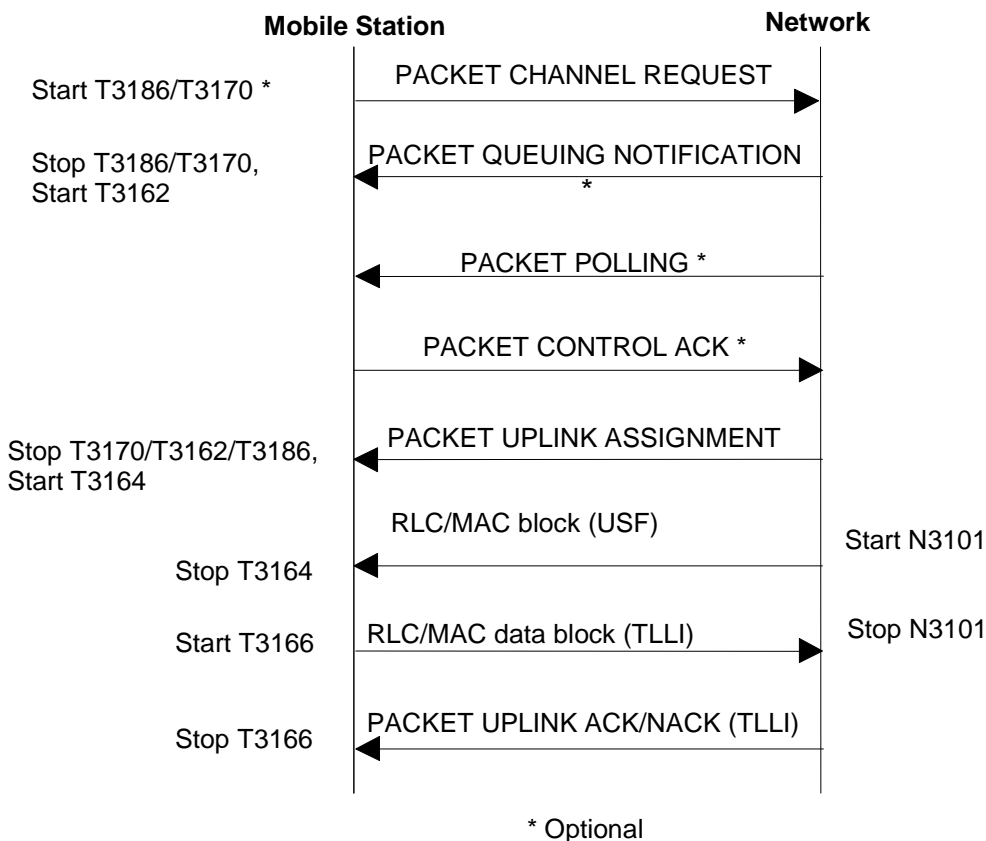 Mobile Station
Network
PACKET CHANNEL REQUEST
Start T3186/T3170 *
PACKET QUEUING NOTIFICATION
*
Stop T3186/T3170,
Start T3162
PACKET POLLING *
PACKET CONTROL ACK *
PACKET UPLINK ASSIGNMENT
Stop T3170/T3162/T3186,
Start T3164
RLC/MAC block (USF)
Start N3101
Stop T3164
RLC/MAC data block (TLLI)
Stop N3101
Start T3166
PACKET UPLINK ACK/NACK (TLLI)
Stop T3166
* Optional